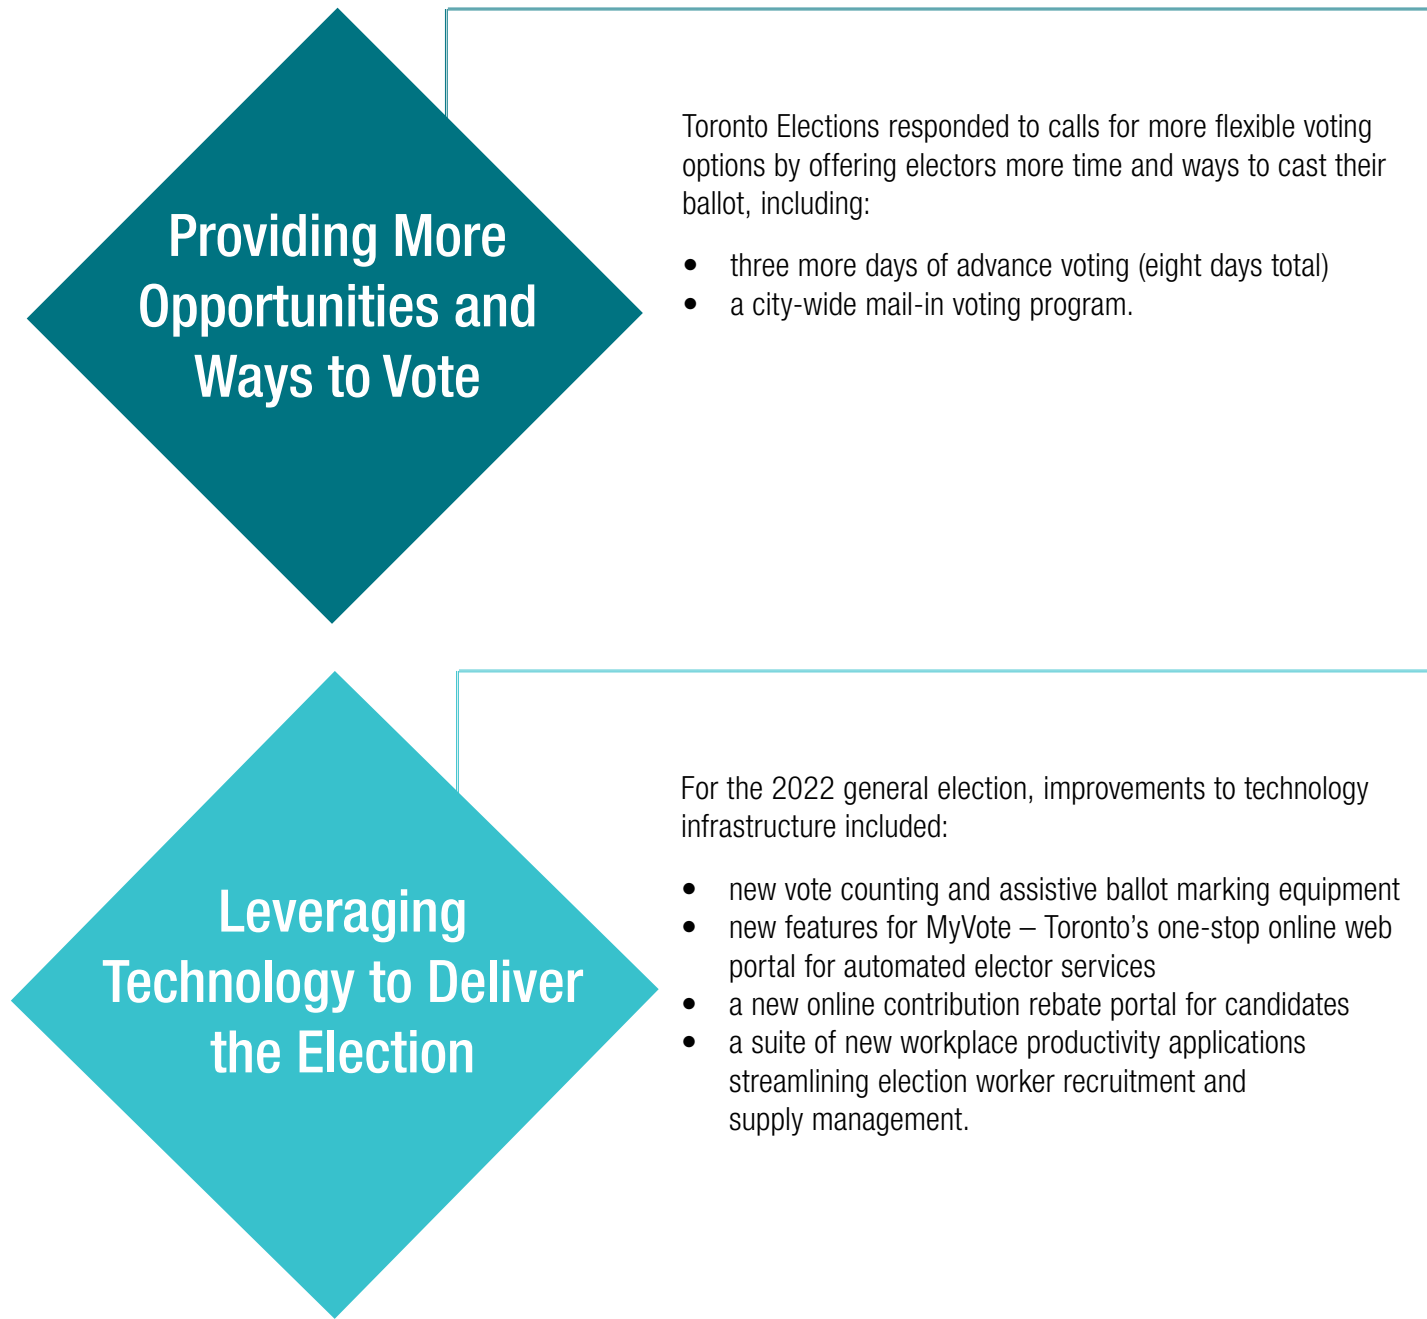 Providing More
Opportunities and
Ways to Vote
Toronto Elections responded to calls for more flexible voting
options by offering electors more time and ways to cast their
ballot, including:
• three more days of advance voting (eight days total)
• a city-wide mail-in voting program.
Leveraging
Technology to Deliver
the Election
For the 2022 general election, improvements to technology
infrastructure included:
• new vote counting and assistive ballot marking equipment
• new features for MyVote – Toronto’s one-stop online web
portal for automated elector services
• a new online contribution rebate portal for candidates
• a suite of new workplace productivity applications
streamlining election worker recruitment and
supply management.